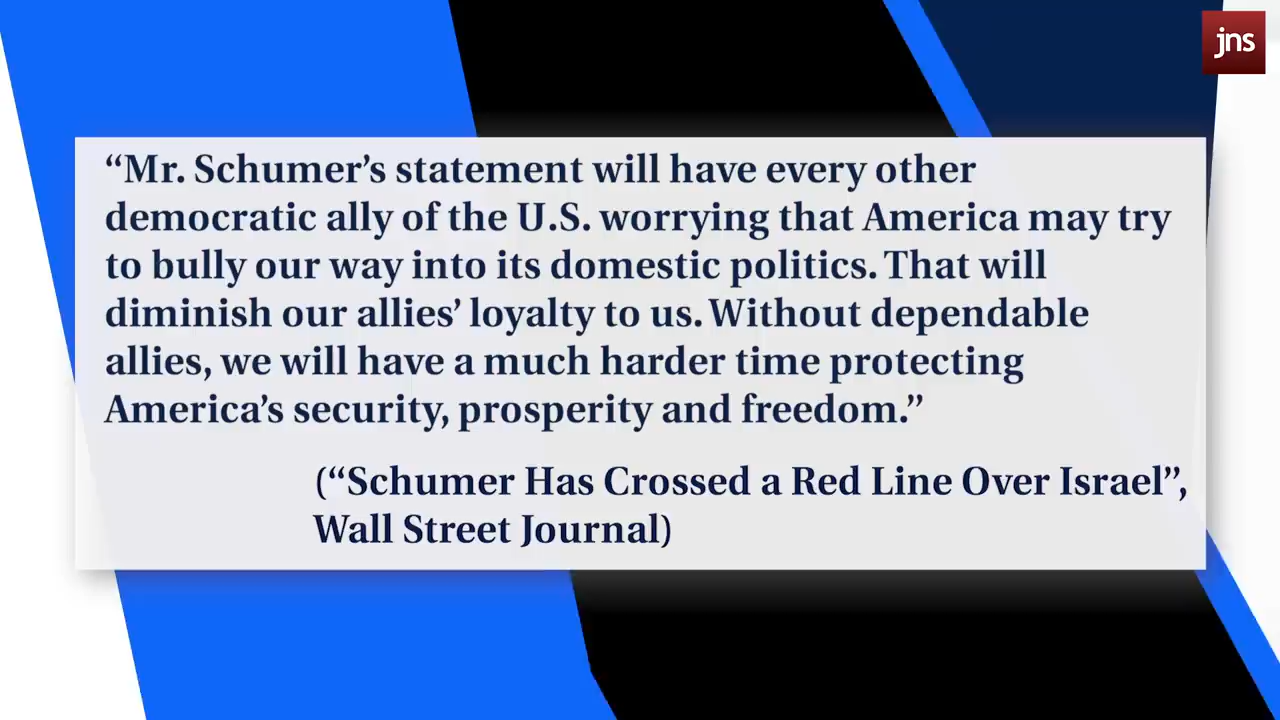 jns
“Mr. Schumer’s statement will have every other
democratic ally of the U.S. worrying that America may try
to bully our way into its domestic politics. That will
diminish our allies’ loyalty to us. Without dependable
allies, we will have a much harder time protecting
America’s security, prosperity and freedom.”
(“Schumer Has Crossed a Red Line Over Israel”,
Wall Street Journal)